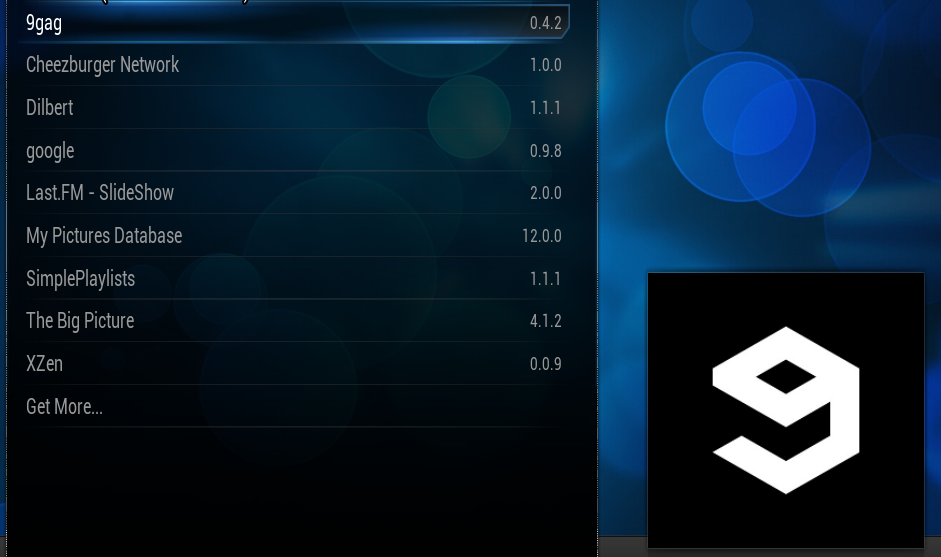 9gag 0.4.2
Cheezburger Network 1.0.0
Dilbert 1.1.1
google 0.9.8
Last.FM - SlideShow 2.0.0
My Pictures Database 12.0.0
SimplePlaylists 1.1.1
The Big Picture 4.1.2
XZen 0.0.9
Get More...
9